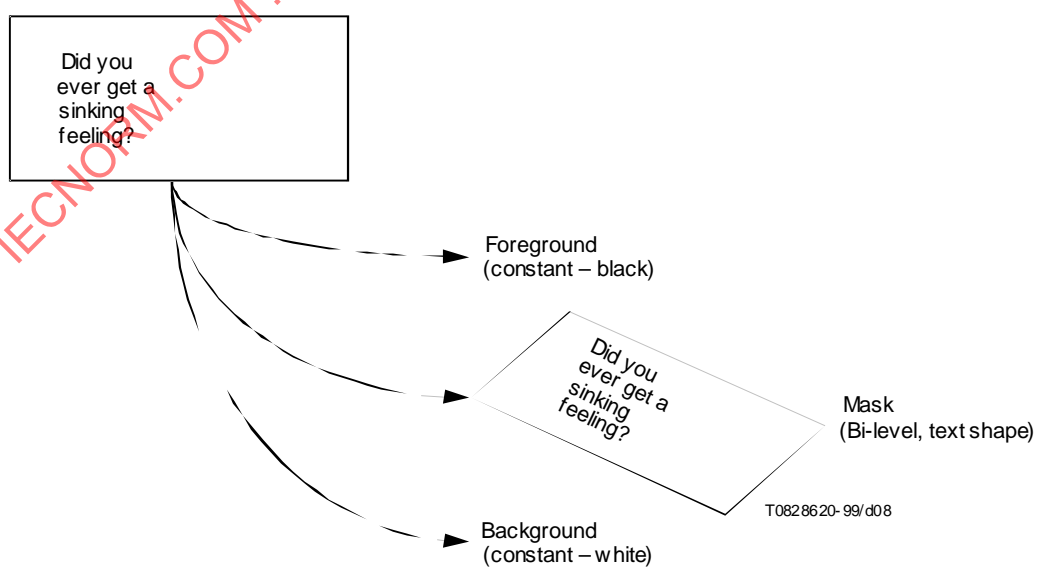 Did you
ever get a
sinking
feeling?
IECNORM.COM
Foreground
(constant – black)
Did you
ever get a
sinking
feeling?
Mask
(Bi-level, text shape)
T0828620-99/d08
Background
(constant – white)